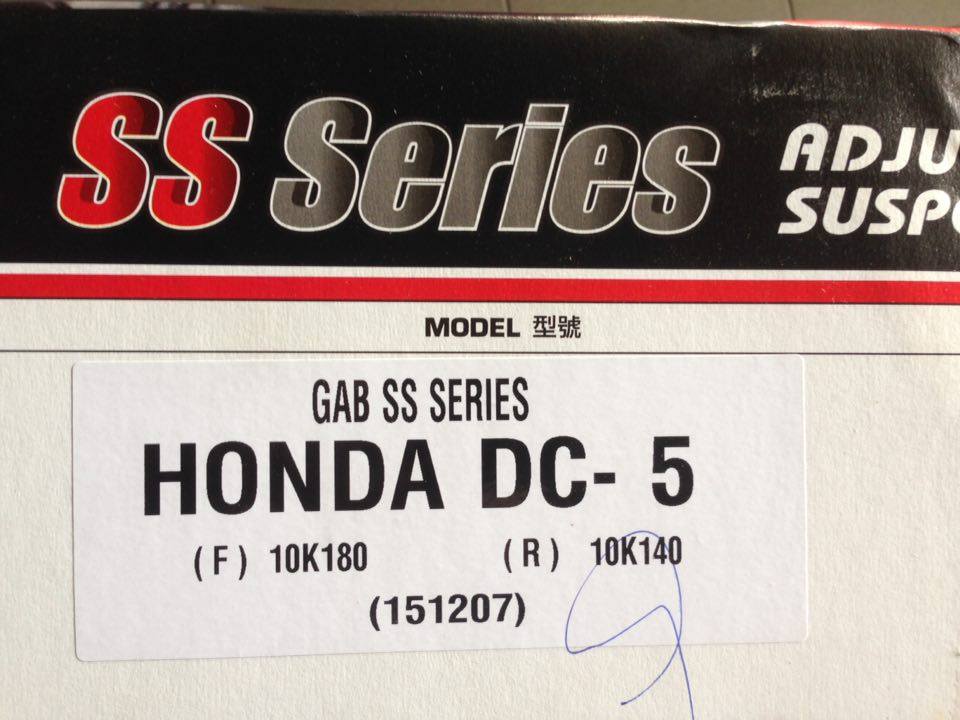 SS Series
ADJU
SUSP
MODEL 型號
GAB SS SERIES
HONDA DC- 5
( F ) 10K180 ( R ) 10K140
(151207)